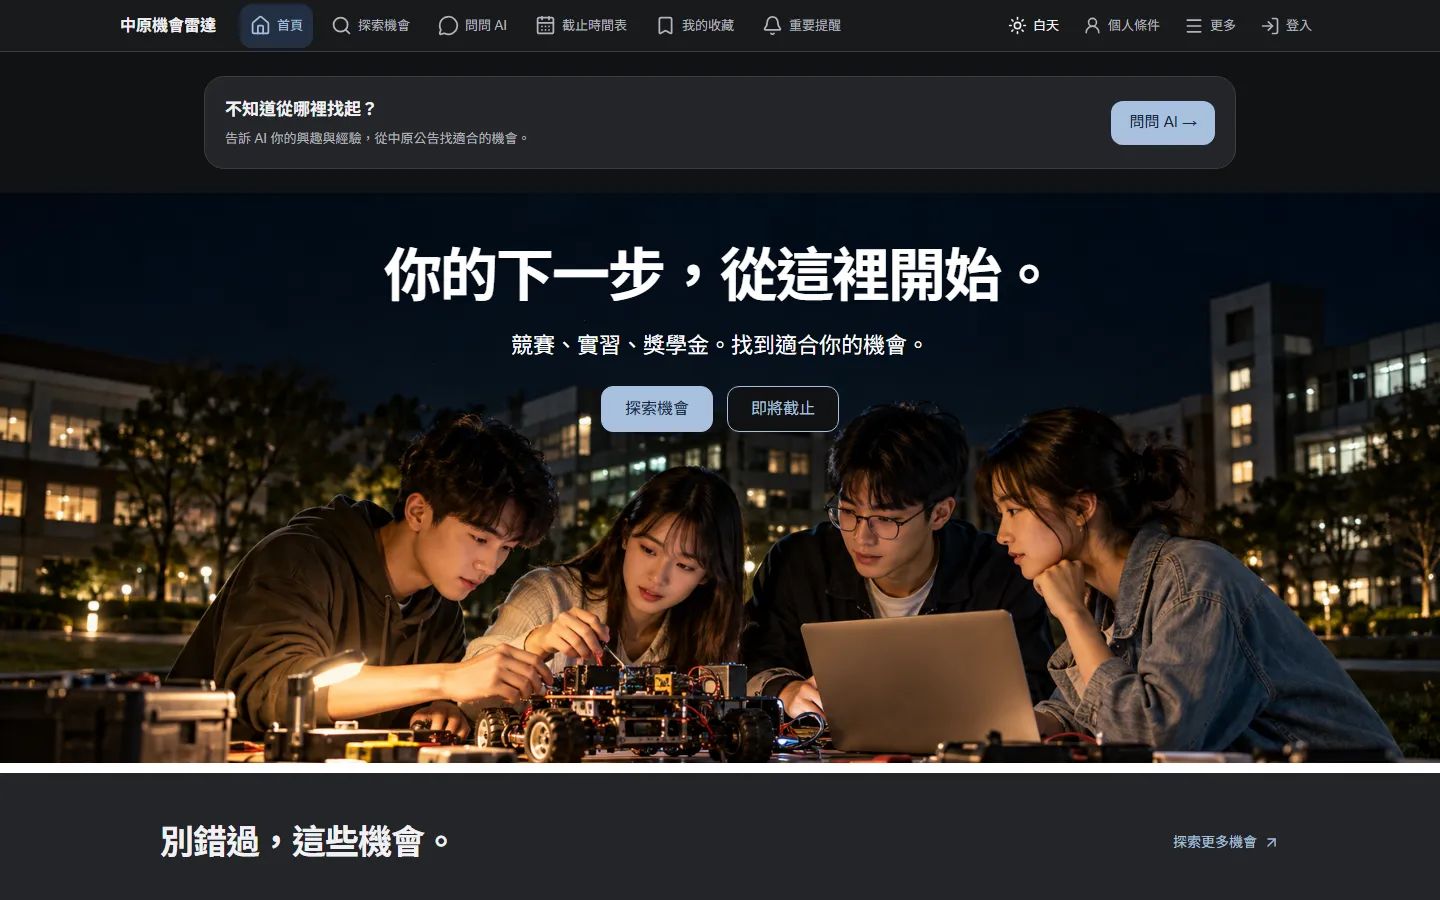 中原機會雷達
首頁
探索機會
問問 AI
截止時間表
我的收藏
重要提醒
白天
個人條件
更多
登入
不知道從哪裡找起？
告訴 AI 你的興趣與經驗，從中原公告找適合的機會。
問問 AI →
你的下一步，從這裡開始。
競賽、實習、獎學金。找到適合你的機會。
探索機會
即將截止
別錯過，這些機會。
探索更多機會